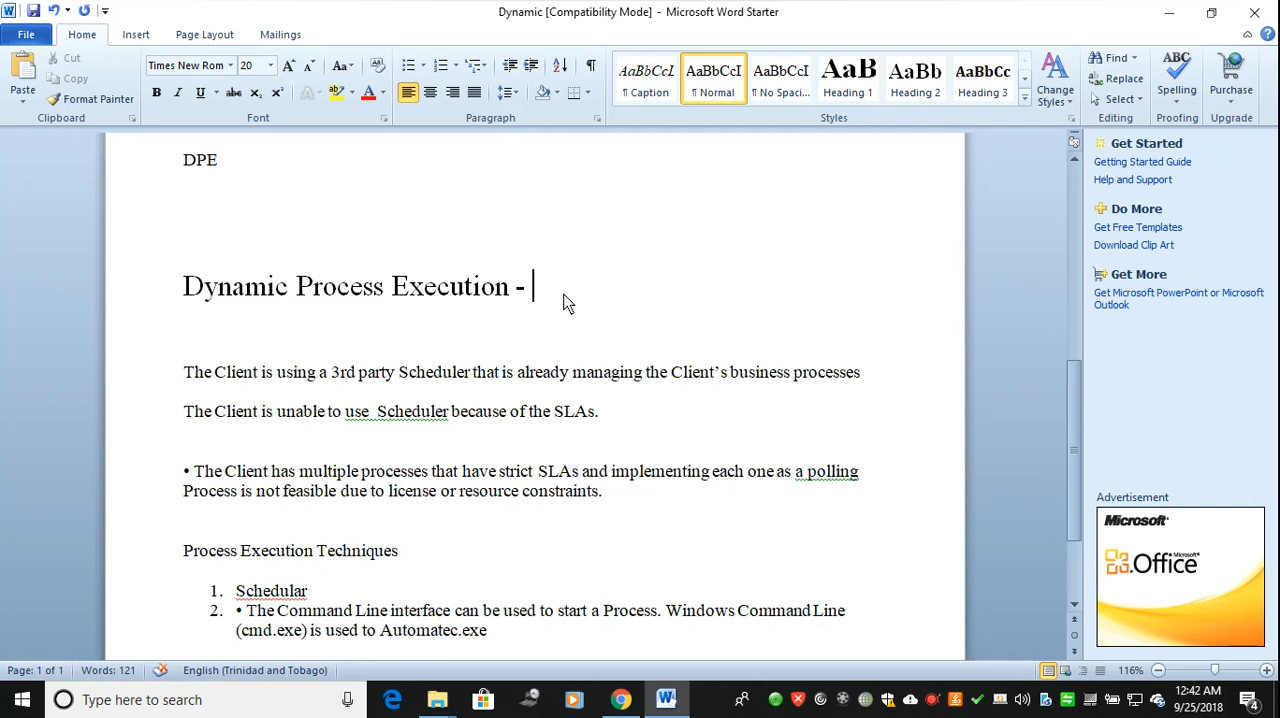 Dynamic [Compatibility Mode] - Microsoft Word Starter
File Home Insert Page Layout Mailings
Paste
Cut
Copy
Format Painter
Clipboard
Times New Rom 20
Font
Paragraph
AaBbCcI AaBbCcI AaBbCcI AaB AaBb AaBbCc
¶ Caption ¶ Normal ¶ No Spaci... Heading 1 Heading 2 Heading 3
Styles
Change
Styles
Find
Replace
Select
Editing
ABC
Spelling
Proofing
Purchase
Upgrade
DPE
Dynamic Process Execution -
The Client is using a 3rd party Scheduler that is already managing the Client’s business processes
The Client is unable to use  Scheduler because of the SLAs.
• The Client has multiple processes that have strict SLAs and implementing each one as a polling
Process is not feasible due to license or resource constraints.
Process Execution Techniques
1. Schedular
2. • The Command Line interface can be used to start a Process. Windows Command Line
(cmd.exe) is used to Automatec.exe
Get Started
Getting Started Guide
Help and Support
Do More
Get Free Templates
Download Clip Art
Get More
Get Microsoft PowerPoint or Microsoft
Outlook
Advertisement
Microsoft
Microsoft
Office
Page: 1 of 1 Words: 121 English (Trinidad and Tobago) 116%
Type here to search
12:42 AM
9/25/2018
4